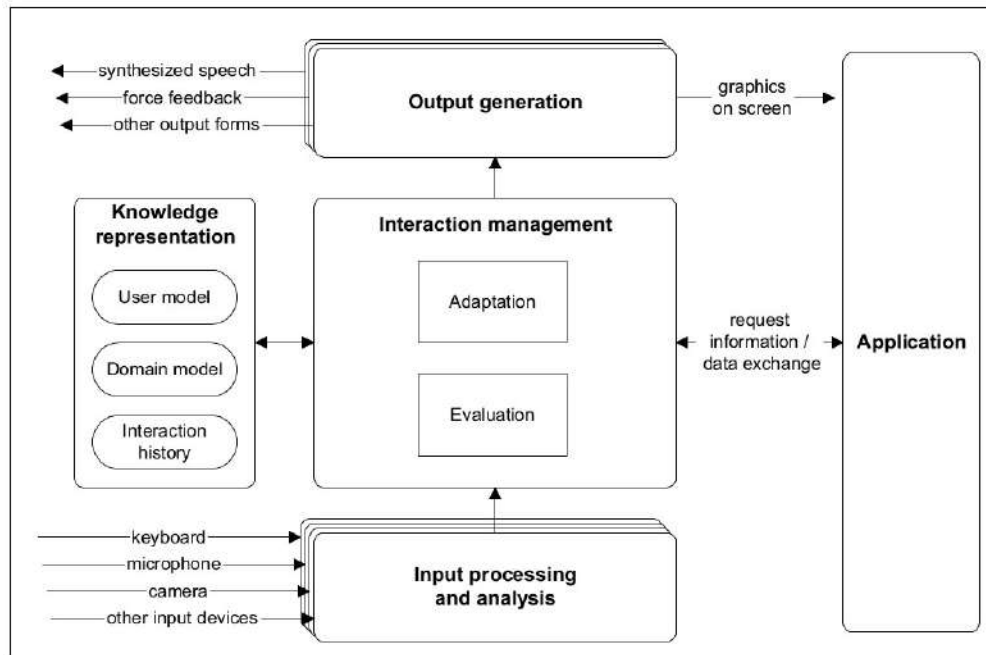 synthesized speech
force feedback
other output forms
Output generation
graphics
on screen
Knowledge
representation
User model
Domain model
Interaction
history
Interaction management
Adaptation
Evaluation
request
information /
data exchange
Application
keyboard
microphone
camera
other input devices
Input processing
and analysis